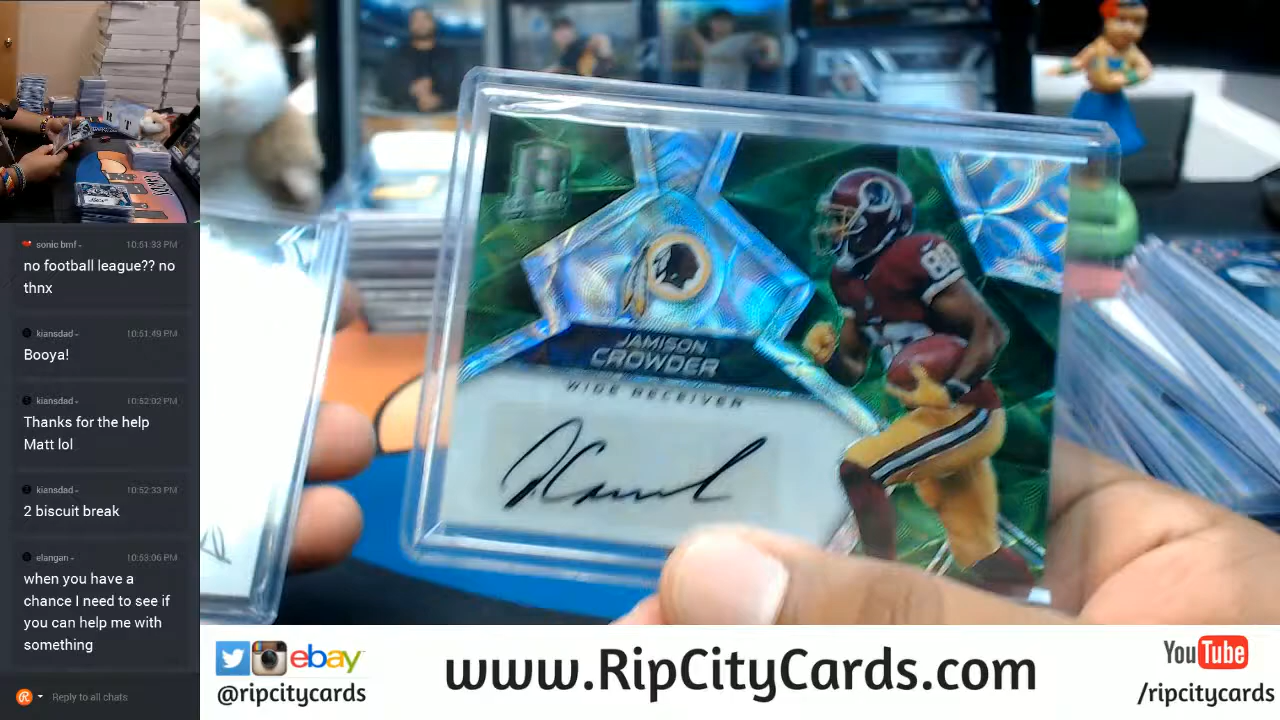 sonic bmf
10:51:33 PM
no football league?? no
thnx
kiansdad
10:51:49 PM
Booya!
kiansdad
10:52:02 PM
Thanks for the help
Matt lol
kiansdad
10:52:33 PM
2 biscuit break
elangan
10:53:06 PM
when you have a
chance I need to see if
you can help me with
something
Reply to all chats
JAMISON
CROWDER
WIDE RECEIVER
80
ebay
@ripcitycards
www.RipCityCards.com
YouTube
/ripcitycards